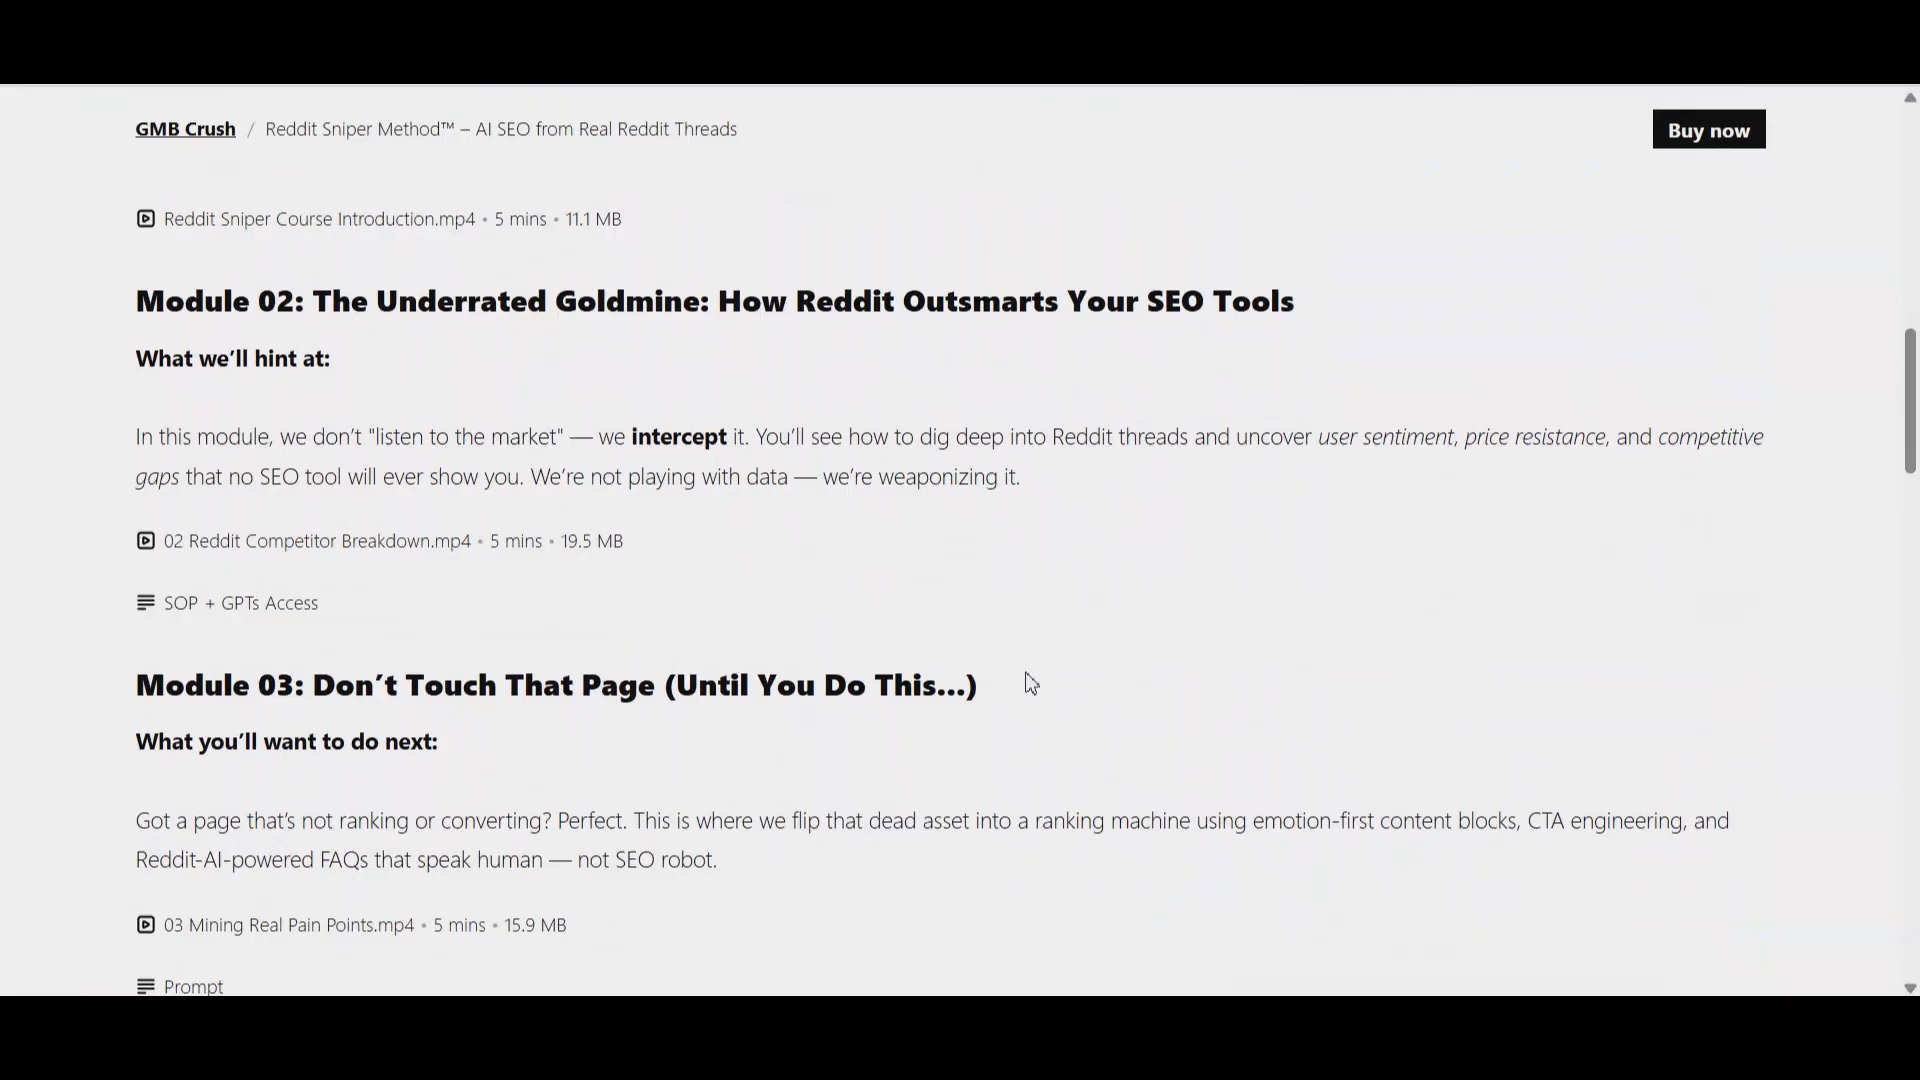 GMB Crush / Reddit Sniper Method™ – AI SEO from Real Reddit Threads
Buy now
Reddit Sniper Course Introduction.mp4 • 5 mins • 11.1 MB
Module 02: The Underrated Goldmine: How Reddit Outsmarts Your SEO Tools
What we’ll hint at:
In this module, we don’t "listen to the market" — we intercept it. You’ll see how to dig deep into Reddit threads and uncover user sentiment, price resistance, and competitive
gaps that no SEO tool will ever show you. We’re not playing with data — we’re weaponizing it.
02 Reddit Competitor Breakdown.mp4 • 5 mins • 19.5 MB
SOP + GPTs Access
Module 03: Don’t Touch That Page (Until You Do This…)
What you’ll want to do next:
Got a page that’s not ranking or converting? Perfect. This is where we flip that dead asset into a ranking machine using emotion-first content blocks, CTA engineering, and
Reddit-AI-powered FAQs that speak human — not SEO robot.
03 Mining Real Pain Points.mp4 • 5 mins • 15.9 MB
Prompt